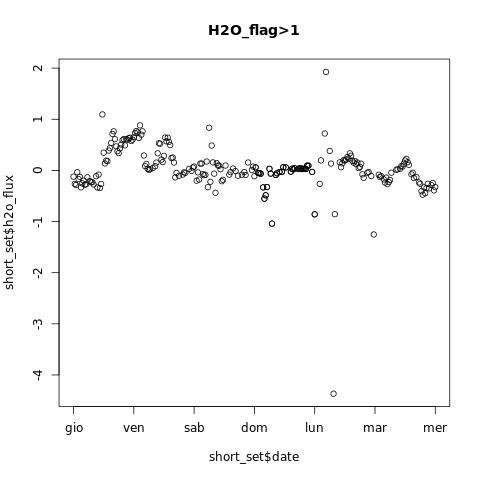 H2O_flag>1
short_set$h2o_flux
2
1
0
-1
-2
-3
-4
gio ven sab dom lun mar mer
short_set$date